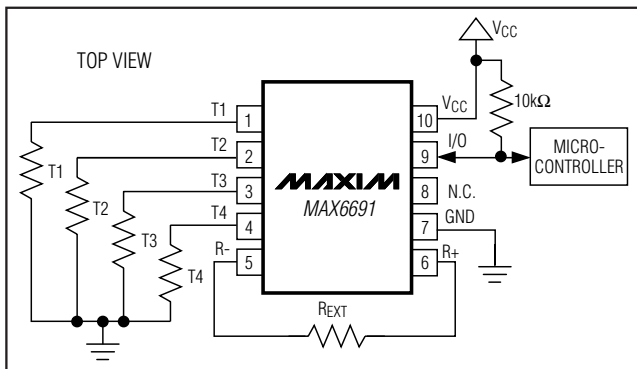 TOP VIEW
VCC
10kΩ
T1
1
T2
2
T3
3
T4
4
R-
5
VCC
10
I/O
9
8
N.C.
7
GND
6
R+
MAXIM
MAX6691
MICRO-
CONTROLLER
T1
T2
T3
T4
REXT